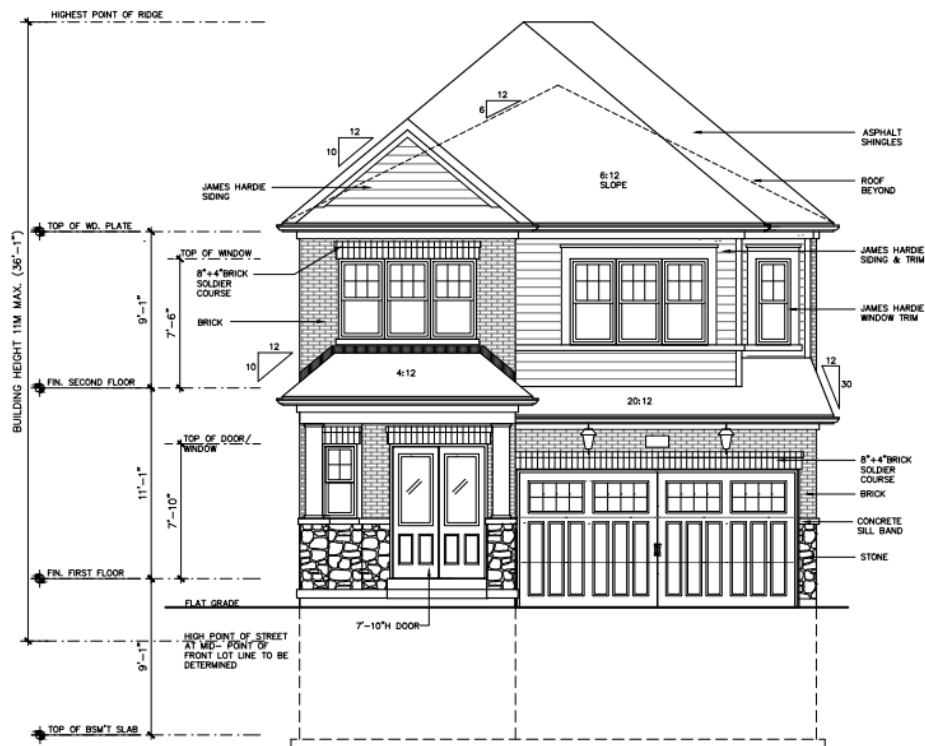 HIGHEST POINT OF RIDGE
12
6
12
10
ASPHALT
SHINGLES
6:12
SLOPE
ROOF
BEYOND
JAMES HARDIE
SIDING
TOP OF WD. PLATE
TOP OF WINDOW
8"+4"BRICK
SOLDIER
COURSE
JAMES HARDIE
SIDING & TRIM
BRICK
JAMES HARDIE
WINDOW TRIM
BUILDING HEIGHT 11M MAX. (36'-1")
9'-1"
7'-6"
12
10
4:12
12
30
FIN. SECOND FLOOR
20:12
TOP OF DOOR/
WINDOW
8"+4"BRICK
SOLDIER
COURSE
BRICK
11'-1"
7'-10"
CONCRETE
SILL BAND
STONE
FIN. FIRST FLOOR
FLAT GRADE
7'-10"H DOOR
HIGH POINT OF STREET
AT MID- POINT OF
FRONT LOT LINE TO BE
DETERMINED
9'-1"
TOP OF BSM'T SLAB